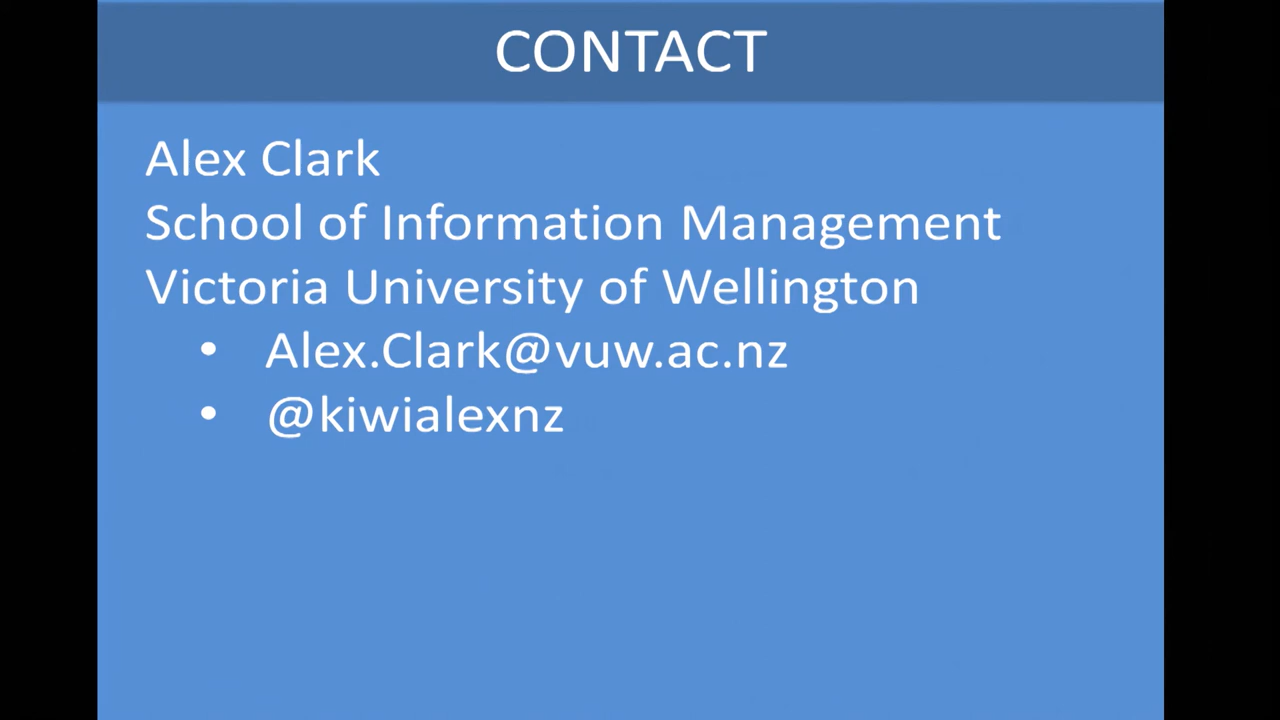 CONTACT
Alex Clark
School of Information Management
Victoria University of Wellington
• Alex.Clark@vuw.ac.nz
• @kiwialexnz